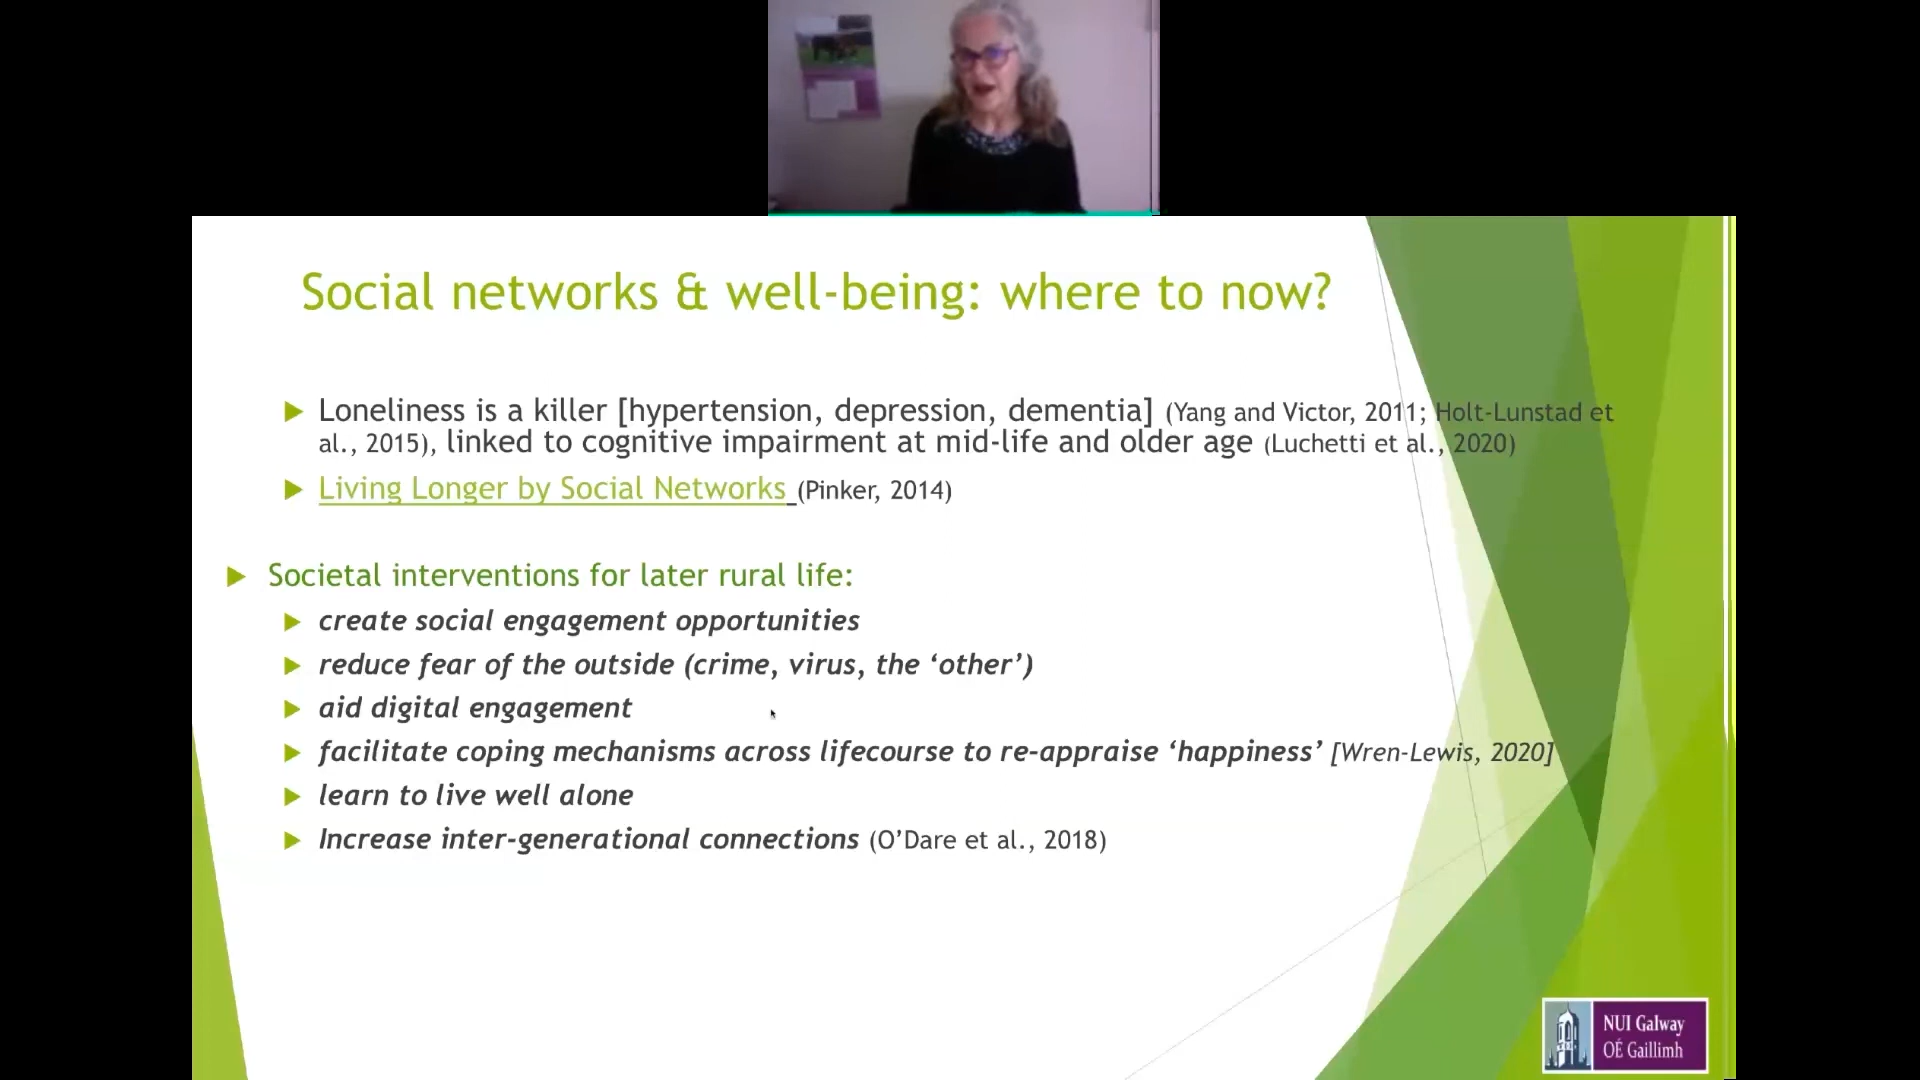 Social networks & well-being: where to now?
Loneliness is a killer [hypertension, depression, dementia] (Yang and Victor, 2011; Holt-Lunstad et
al., 2015), linked to cognitive impairment at mid-life and older age (Luchetti et al., 2020)
Living Longer by Social Networks (Pinker, 2014)
Societal interventions for later rural life:
create social engagement opportunities
reduce fear of the outside (crime, virus, the ‘other’)
aid digital engagement
facilitate coping mechanisms across lifecourse to re-appraise ‘happiness’ [Wren-Lewis, 2020]
learn to live well alone
Increase inter-generational connections (O’Dare et al., 2018)
NUI Galway
OÉ Gaillimh